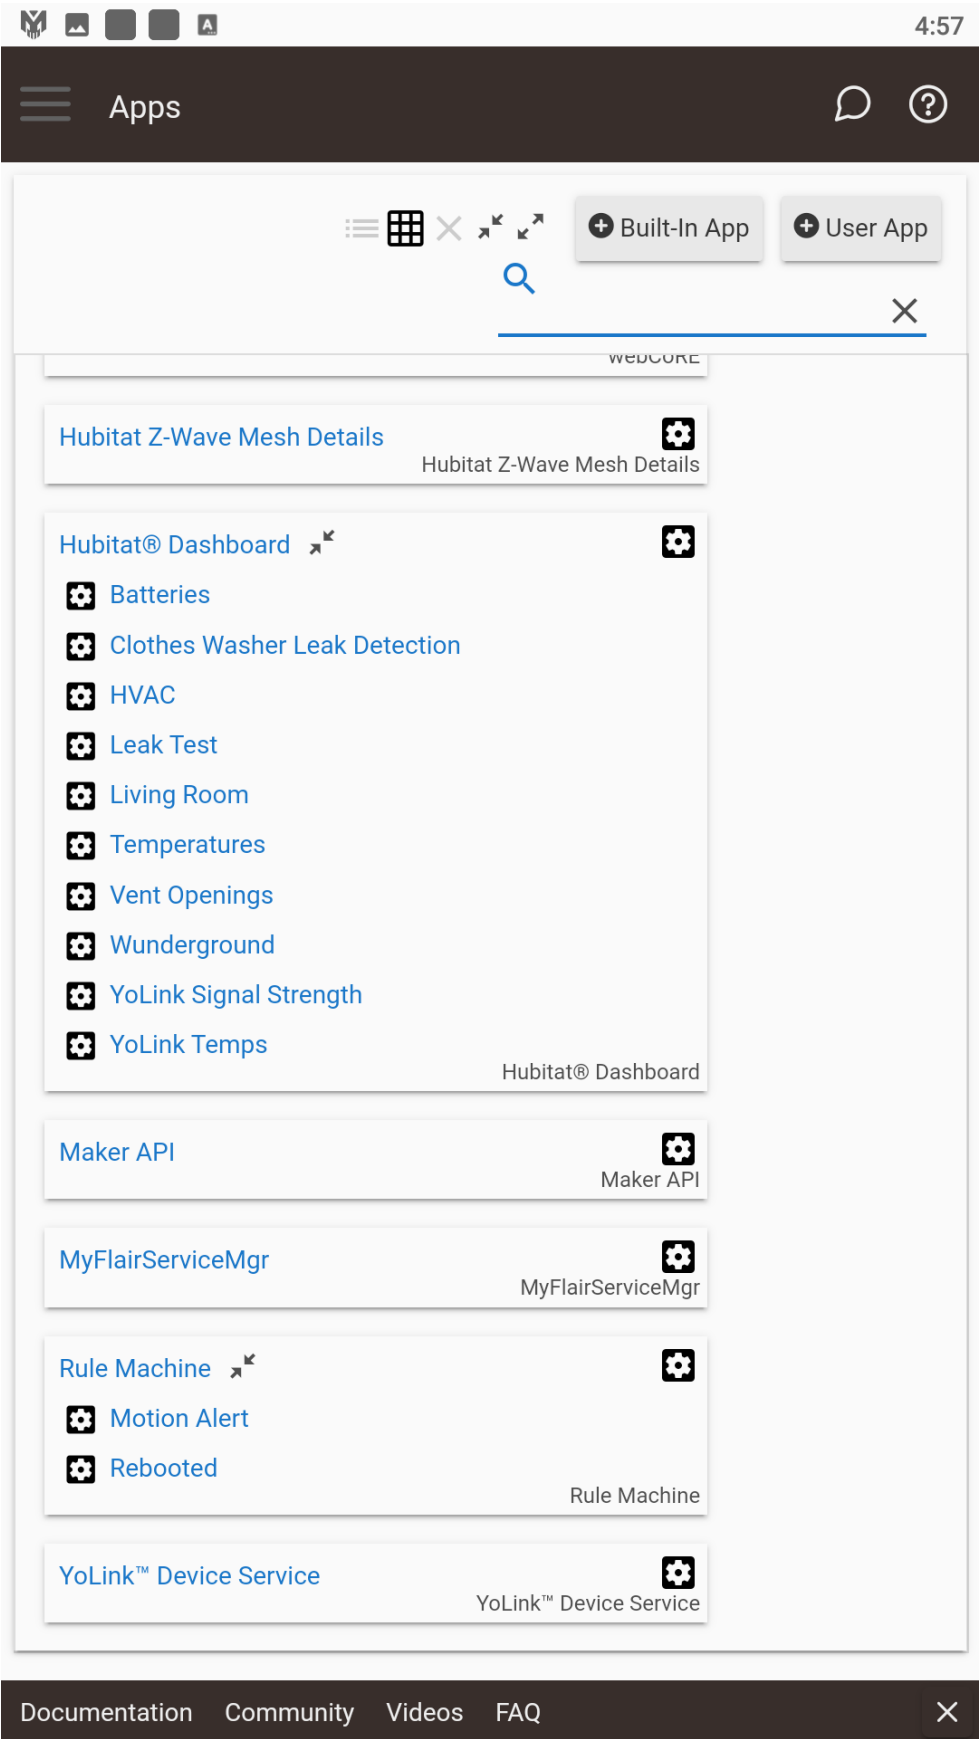 4:57
Apps
Built-In App
User App
webCoRE
Hubitat Z-Wave Mesh Details
Hubitat Z-Wave Mesh Details
Hubitat® Dashboard
Batteries
Clothes Washer Leak Detection
HVAC
Leak Test
Living Room
Temperatures
Vent Openings
Wunderground
YoLink Signal Strength
YoLink Temps
Hubitat® Dashboard
Maker API
Maker API
MyFlairServiceMgr
MyFlairServiceMgr
Rule Machine
Motion Alert
Rebooted
Rule Machine
YoLink™ Device Service
YoLink™ Device Service
Documentation Community Videos FAQ